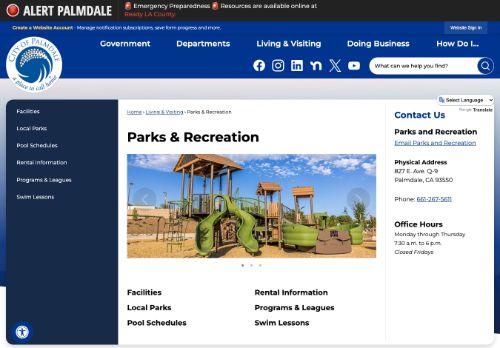 ALERT PALMDALE
🚨 Emergency Preparedness 🚨 Resources are available online at
Ready LA County.
Create a Website Account - Manage notification subscriptions, save form progress and more.
Website Sign In
CITY OF PALMDALE
a place to call home
Government
Departments
Living & Visiting
Doing Business
How Do I...
What can we help you find?
Select Language
Google Translate
Facilities
Local Parks
Pool Schedules
Rental Information
Programs & Leagues
Swim Lessons
Home › Living & Visiting › Parks & Recreation
Parks & Recreation
Facilities
Rental Information
Local Parks
Programs & Leagues
Pool Schedules
Swim Lessons
Contact Us
Parks and Recreation
Email Parks and Recreation
Physical Address
827 E. Ave. Q-9
Palmdale, CA 93550
Phone: 661-267-5611
Office Hours
Monday through Thursday
7:30 a.m. to 6 p.m.
Closed Fridays